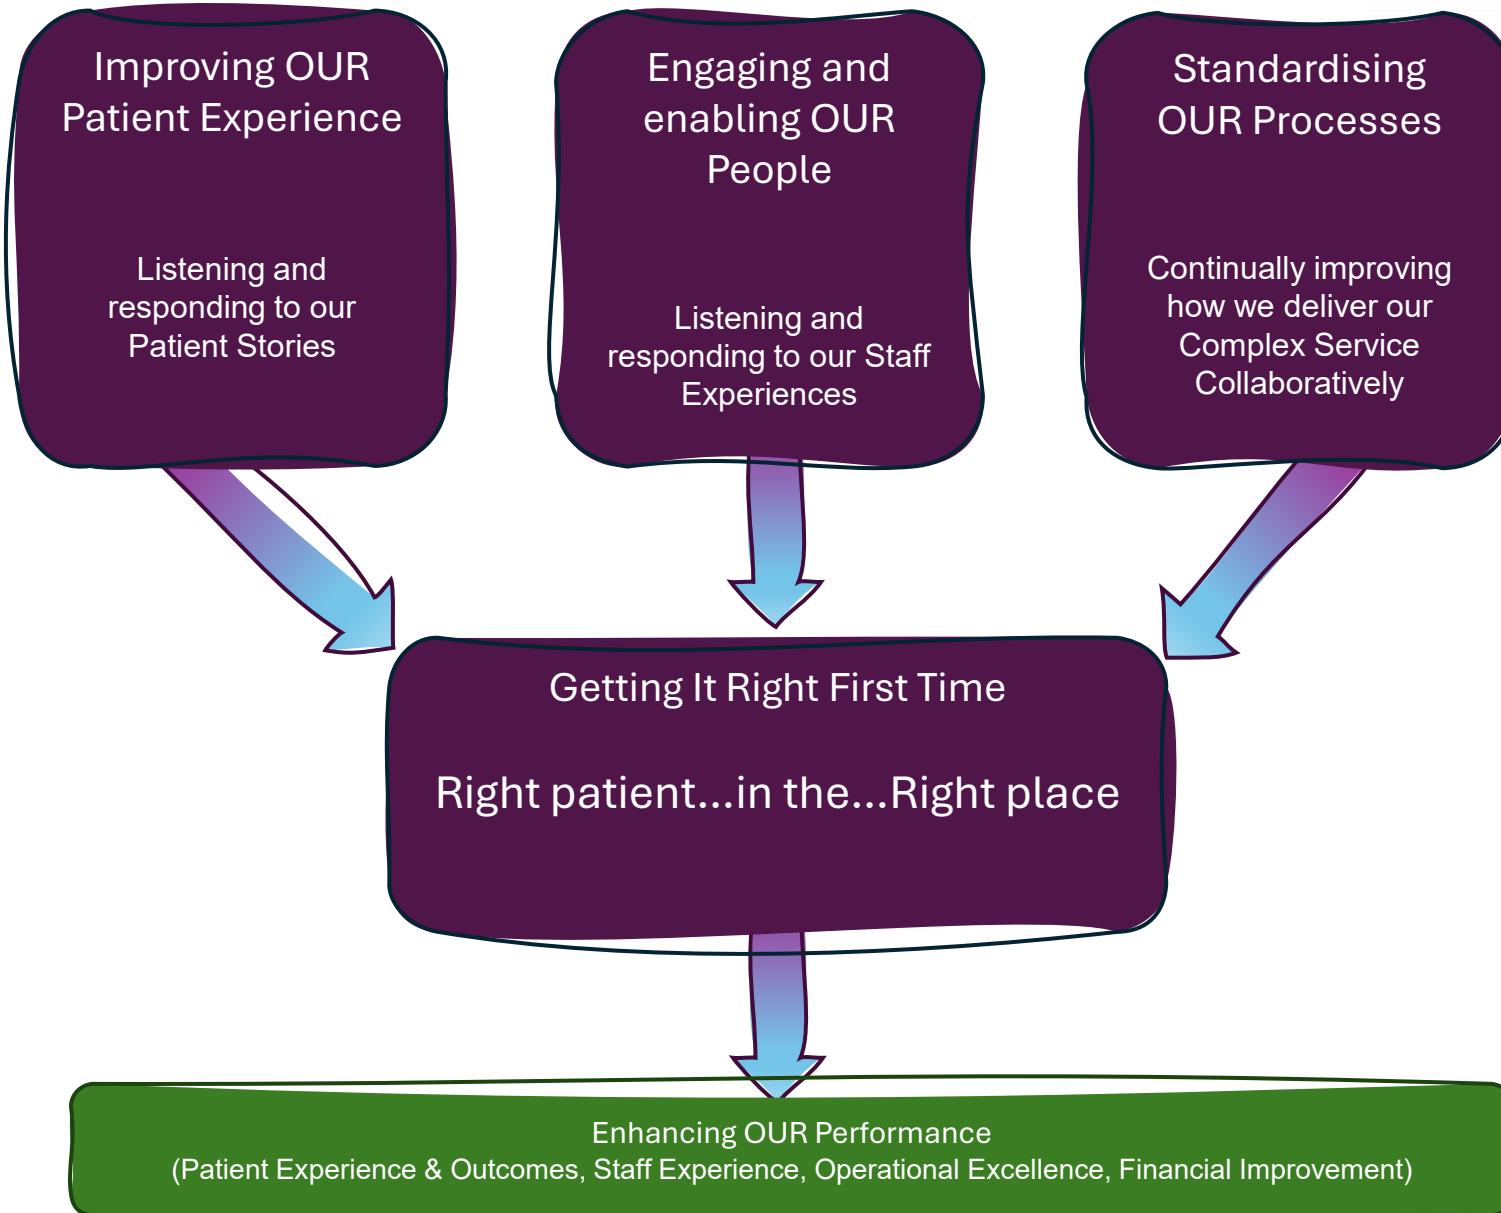 Improving OUR
Patient Experience
Listening and
responding to our
Patient Stories
Engaging and
enabling OUR
People
Listening and
responding to our Staff
Experiences
Standardising
OUR Processes
Continually improving
how we deliver our
Complex Service
Collaboratively
Getting It Right First Time
Right patient...in the...Right place
Enhancing OUR Performance
(Patient Experience & Outcomes, Staff Experience, Operational Excellence, Financial Improvement)